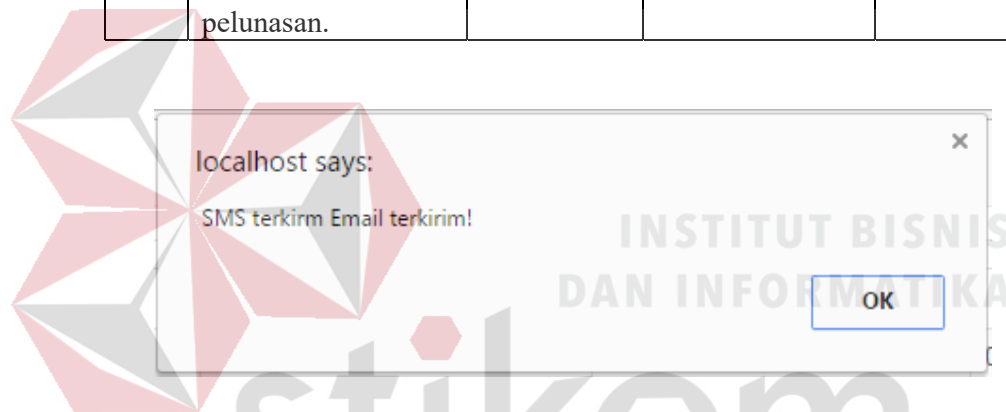 pelunasan.
localhost says:
×
SMS terkirm Email terkirim!
INSTITUT BISNIS
DAN INFORMATIKA
OK
stikom